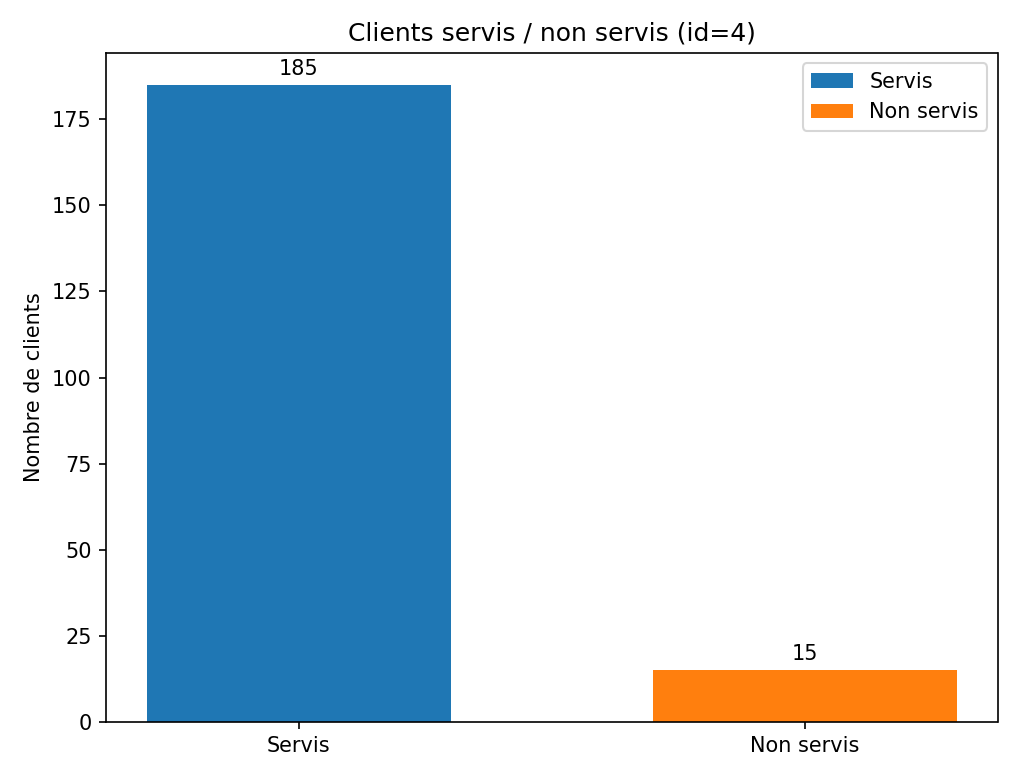 Clients servis / non servis (id=4)
185
Servis
Non servis
175
150
125
100
75
50
25
0
Nombre de clients
15
Servis
Non servis